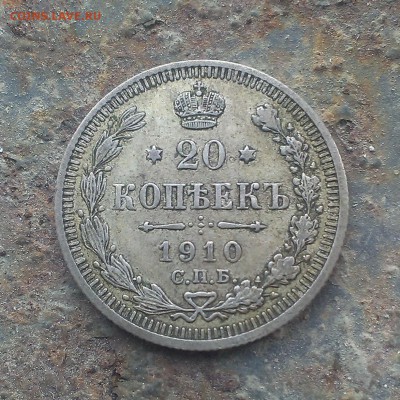 COINS.LAVE.RU
* 20 *
КОПѢЕКЪ
1910
С.П.Б.